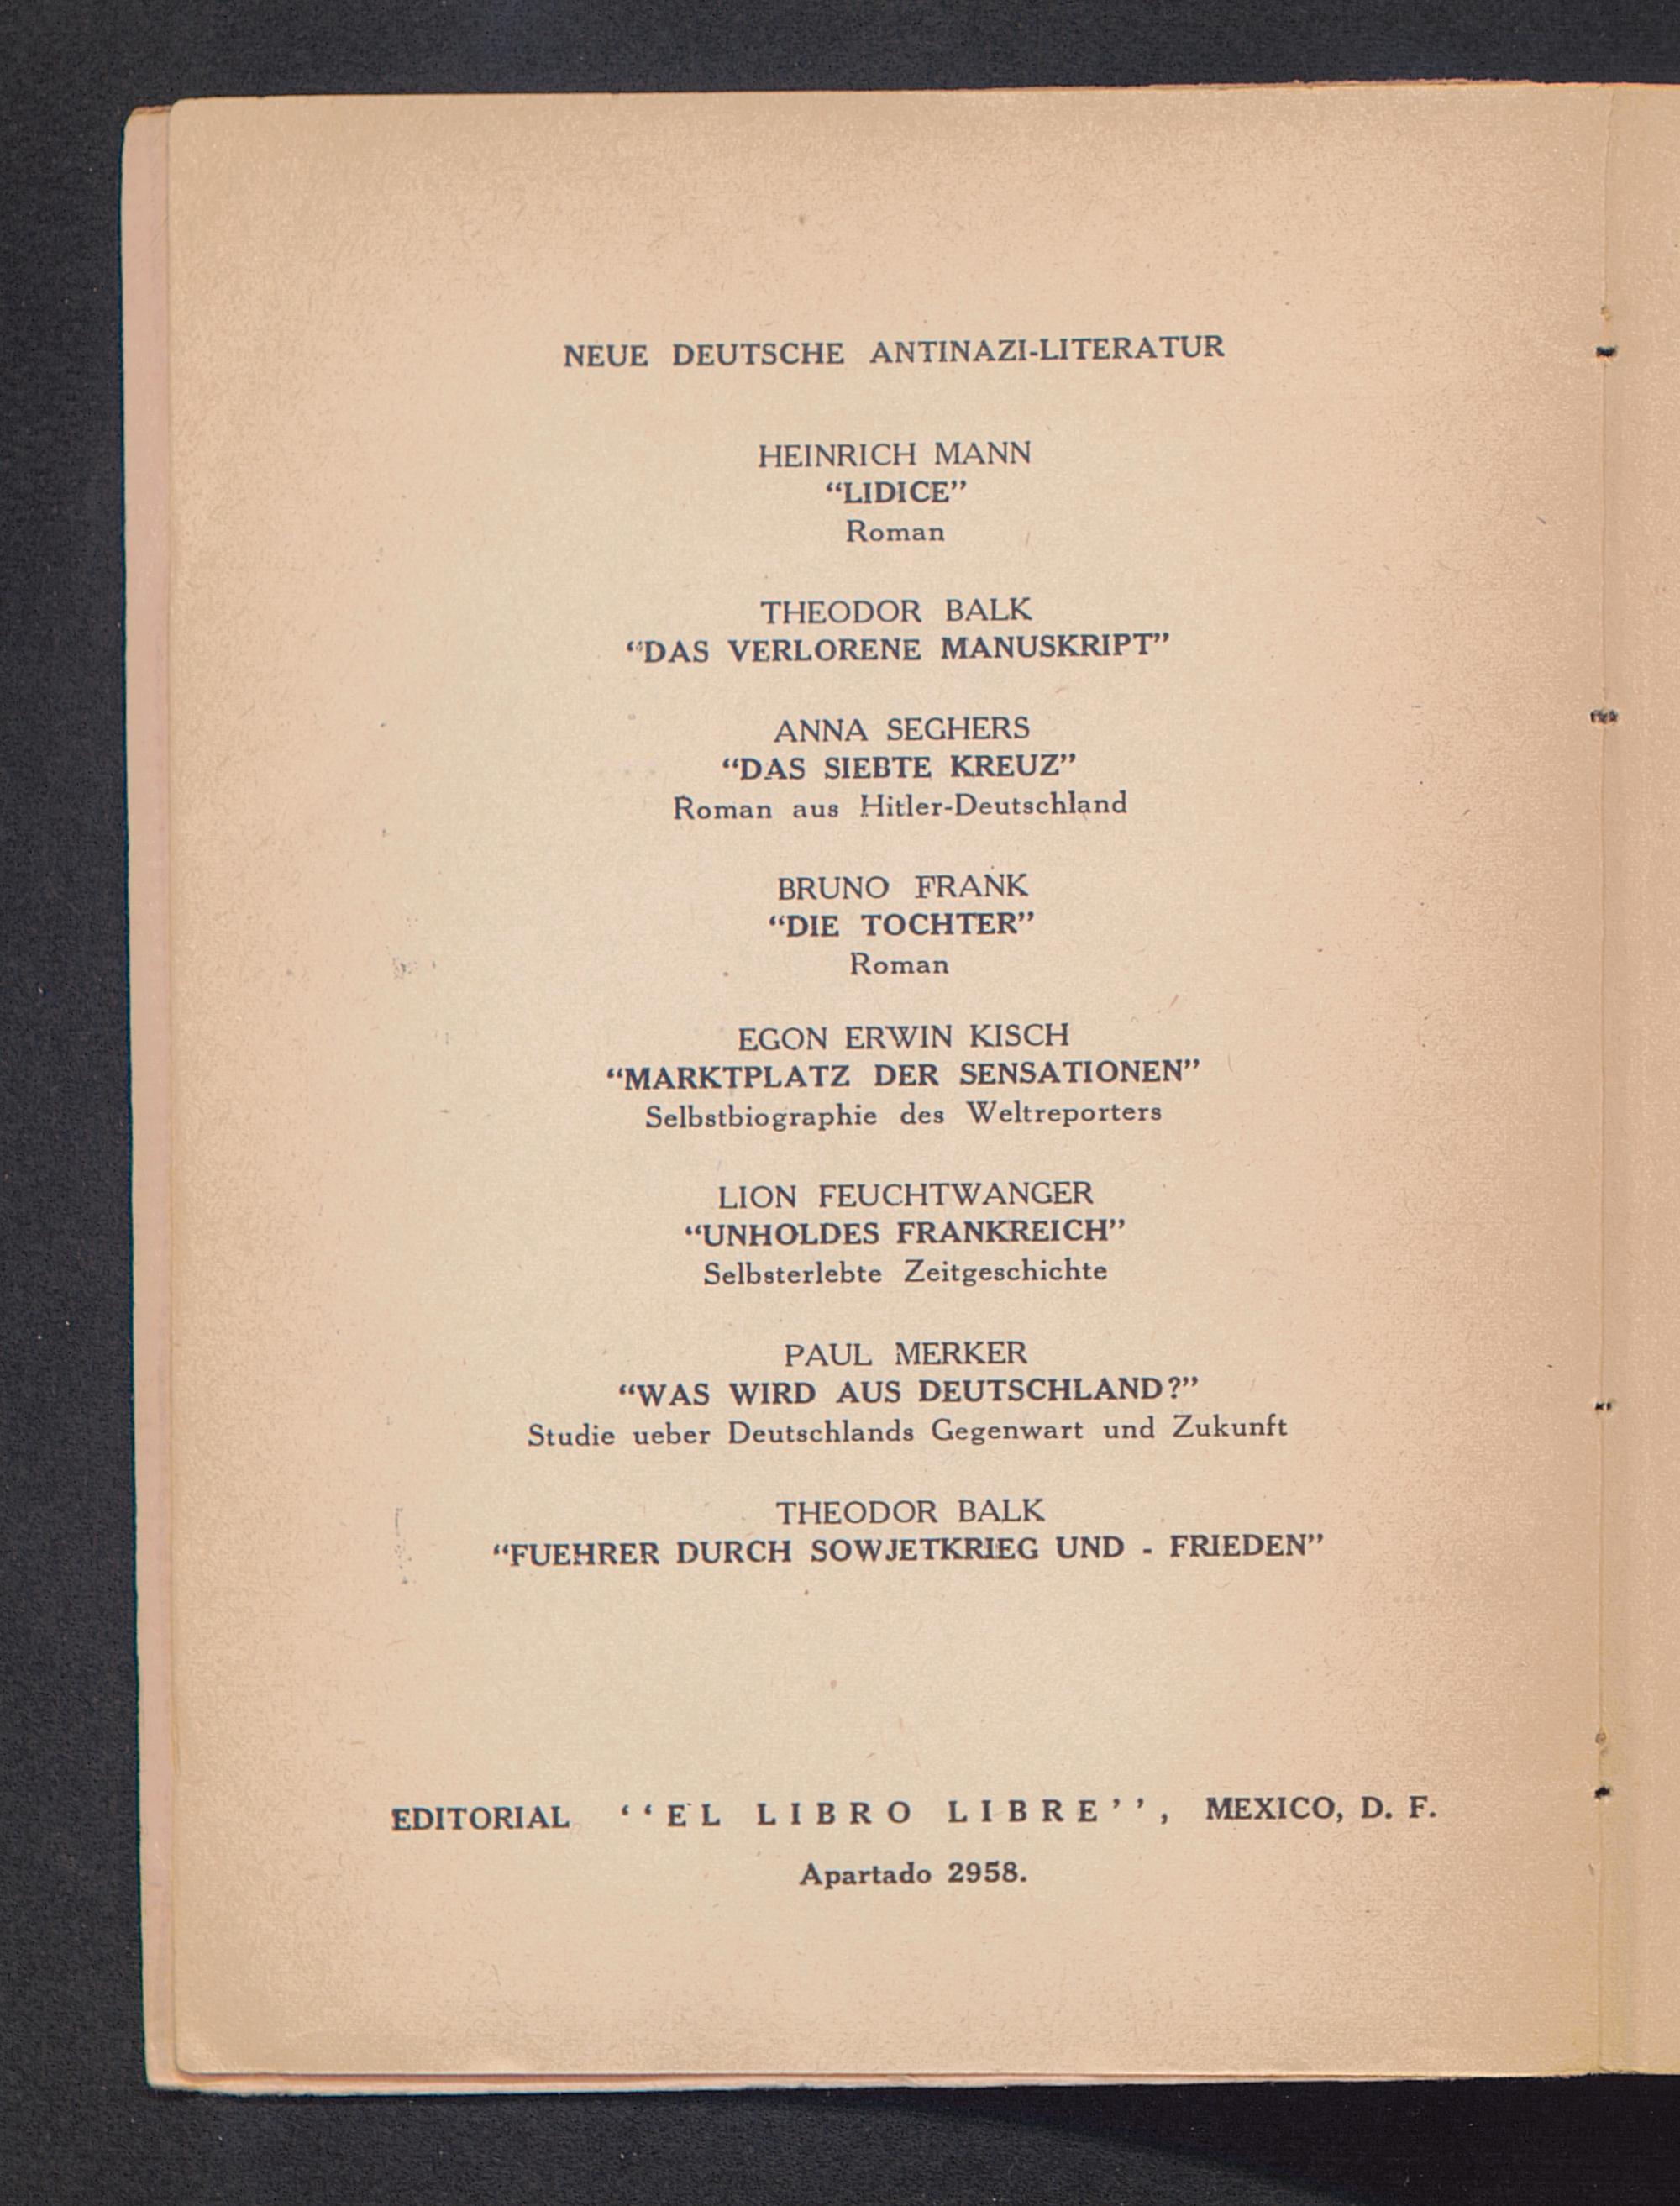 NEUE DEUTSCHE ANTINAZI-LITERATUR
HEINRICH MANN
“LIDICE”
Roman
THEODOR BALK
“DAS VERLORENE MANUSKRIPT”
ANNA SEGHERS
“DAS SIEBTE KREUZ”
Roman aus Hitler-Deutschland
BRUNO FRANK
“DIE TOCHTER”
Roman
EGON ERWIN KISCH
“MARKTPLATZ DER SENSATIONEN”
Selbstbiographie des Weltreporters
LION FEUCHTWANGER
“UNHOLDES FRANKREICH”
Selbsterlebte Zeitgeschichte
PAUL MERKER
“WAS WIRD AUS DEUTSCHLAND?”
Studie ueber Deutschlands Gegenwart und Zukunft
THEODOR BALK
“FUEHRER DURCH SOWJETKRIEG UND - FRIEDEN”
EDITORIAL ‘‘EL LIBRO LIBRE’’, MEXICO, D. F.
Apartado 2958.